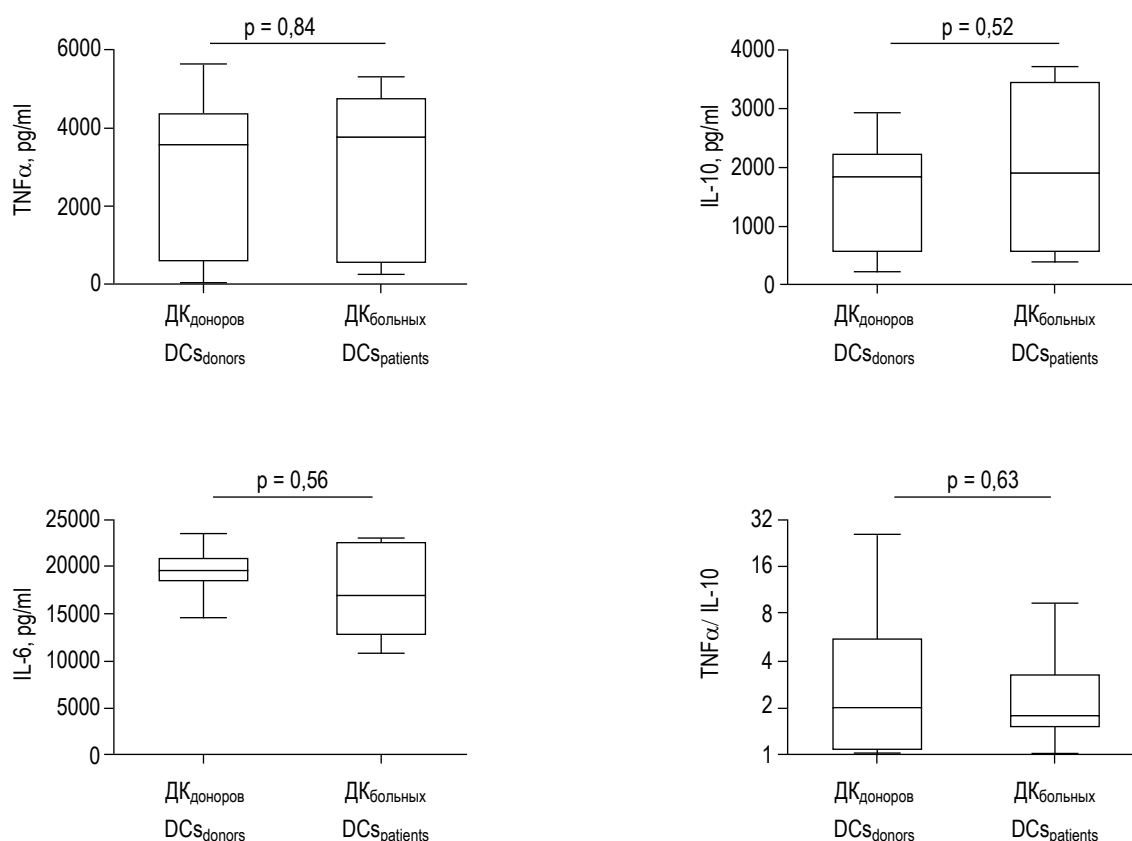 p = 0,84
6000
4000
2000
0
TNFα, pg/ml
ДКдоноров
DCsdonors
ДКбольных
DCspatients
p = 0,52
4000
3000
2000
1000
0
IL-10, pg/ml
ДКдоноров
DCsdonors
ДКбольных
DCspatients
p = 0,56
25000
20000
15000
10000
5000
0
IL-6, pg/ml
ДКдоноров
DCsdonors
ДКбольных
DCspatients
p = 0,63
32
16
8
4
2
1
TNFα/ IL-10
ДКдоноров
DCsdonors
ДКбольных
DCspatients